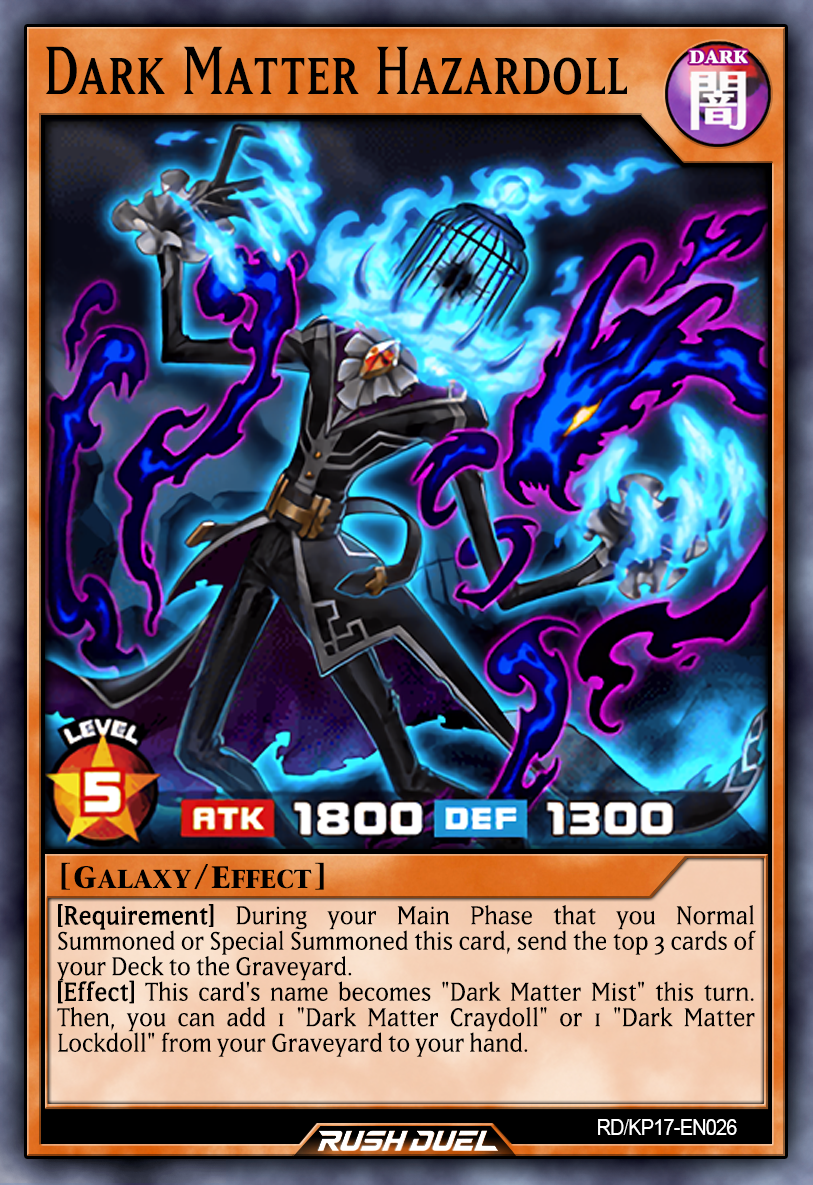 Dark Matter Hazardoll
DARK
闇
LEVEL
5
ATK 1800 DEF 1300
[Galaxy/Effect]
[Requirement] During your Main Phase that you Normal
Summoned or Special Summoned this card, send the top 3 cards of
your Deck to the Graveyard.
[Effect] This card's name becomes "Dark Matter Mist" this turn.
Then, you can add 1 "Dark Matter Craydoll" or 1 "Dark Matter
Lockdoll" from your Graveyard to your hand.
RD/KP17-EN026
RUSH DUEL